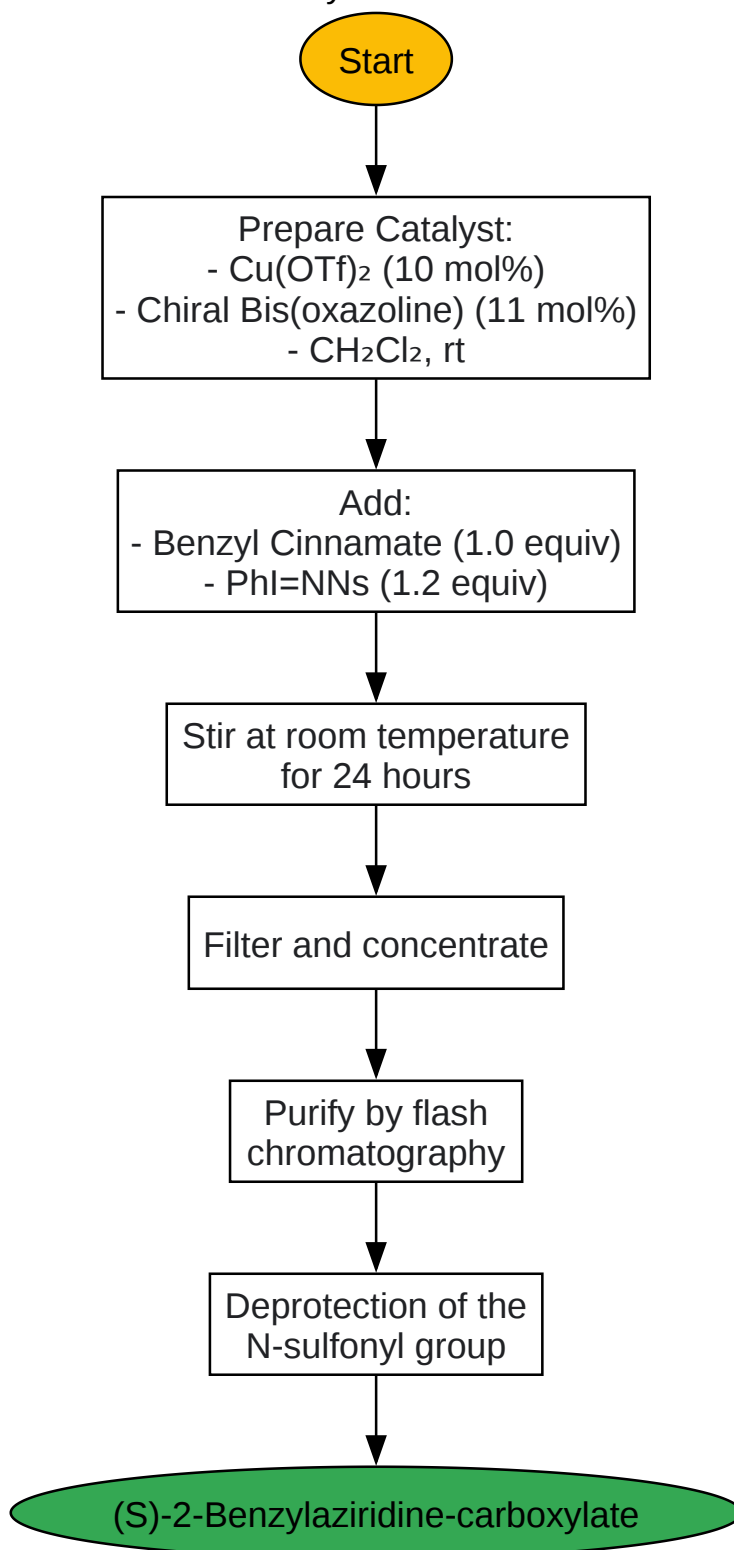 Start
Prepare Catalyst:
- Cu(OTf)₂ (10 mol%)
- Chiral Bis(oxazoline) (11 mol%)
- CH₂Cl₂, rt
Add:
- Benzyl Cinnamate (1.0 equiv)
- PhI=NNs (1.2 equiv)
Stir at room temperature
for 24 hours
Filter and concentrate
Purify by flash
chromatography
Deprotection of the
N-sulfonyl group
(S)-2-Benzylaziridine-carboxylate